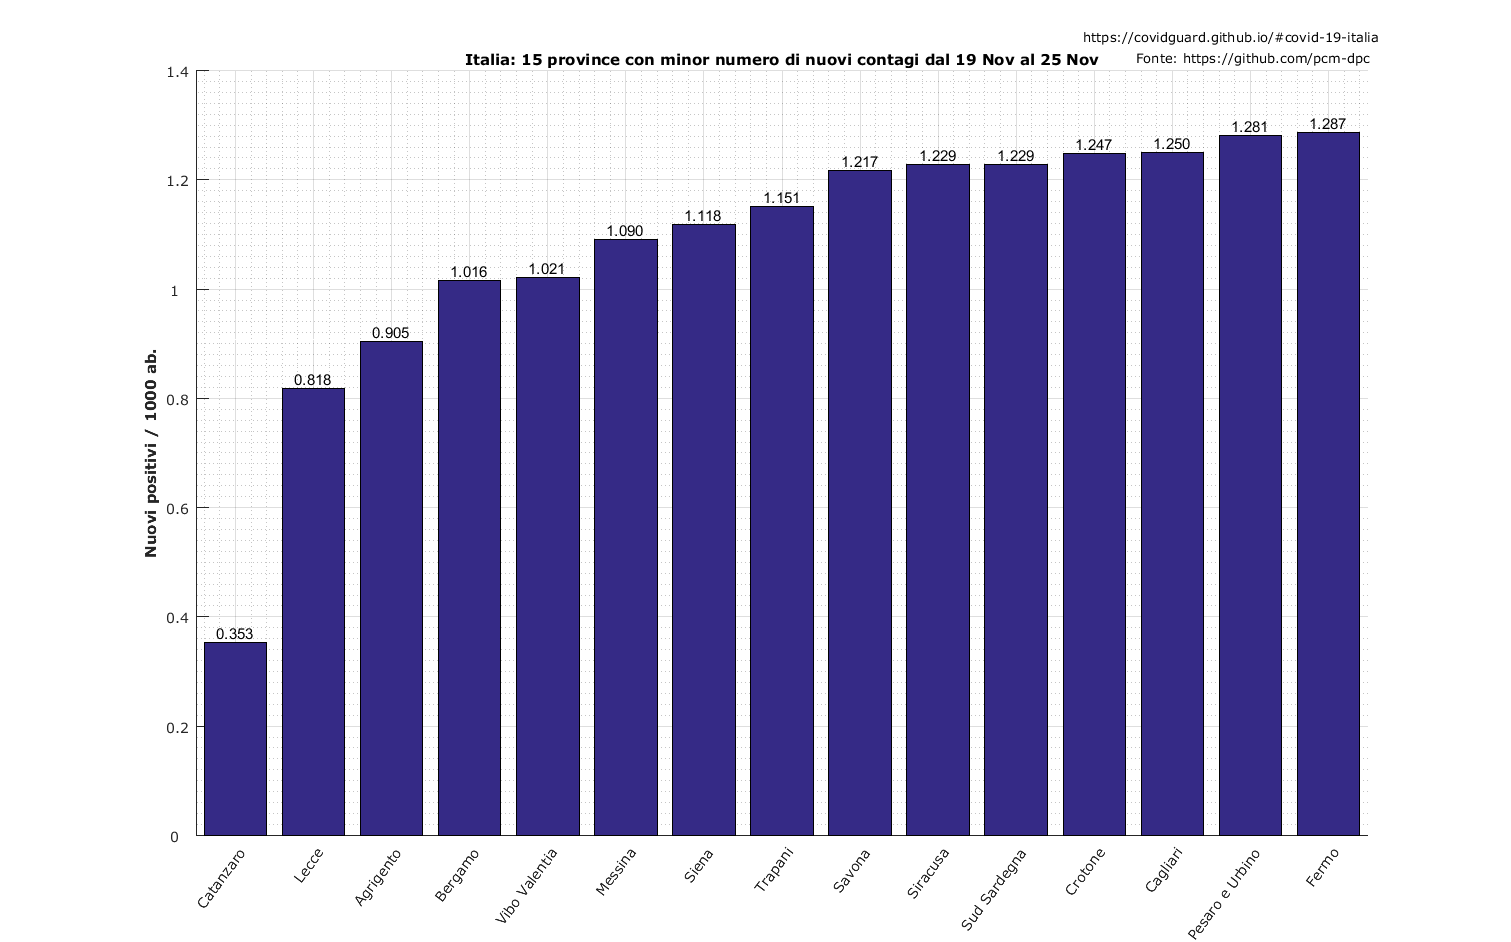 https://covidguard.github.io/#covid-19-italia
Italia: 15 province con minor numero di nuovi contagi dal 19 Nov al 25 Nov
Fonte: https://github.com/pcm-dpc
Nuovi positivi / 1000 ab.
1.4
1.2
1
0.8
0.6
0.4
0.2
0
0.353
0.818
0.905
1.016
1.021
1.090
1.118
1.151
1.217
1.229
1.229
1.247
1.250
1.281
1.287
Catanzaro
Lecce
Agrigento
Bergamo
Vibo Valentia
Messina
Siena
Trapani
Savona
Siracusa
Sud Sardegna
Crotone
Cagliari
Pesaro e Urbino
Fermo